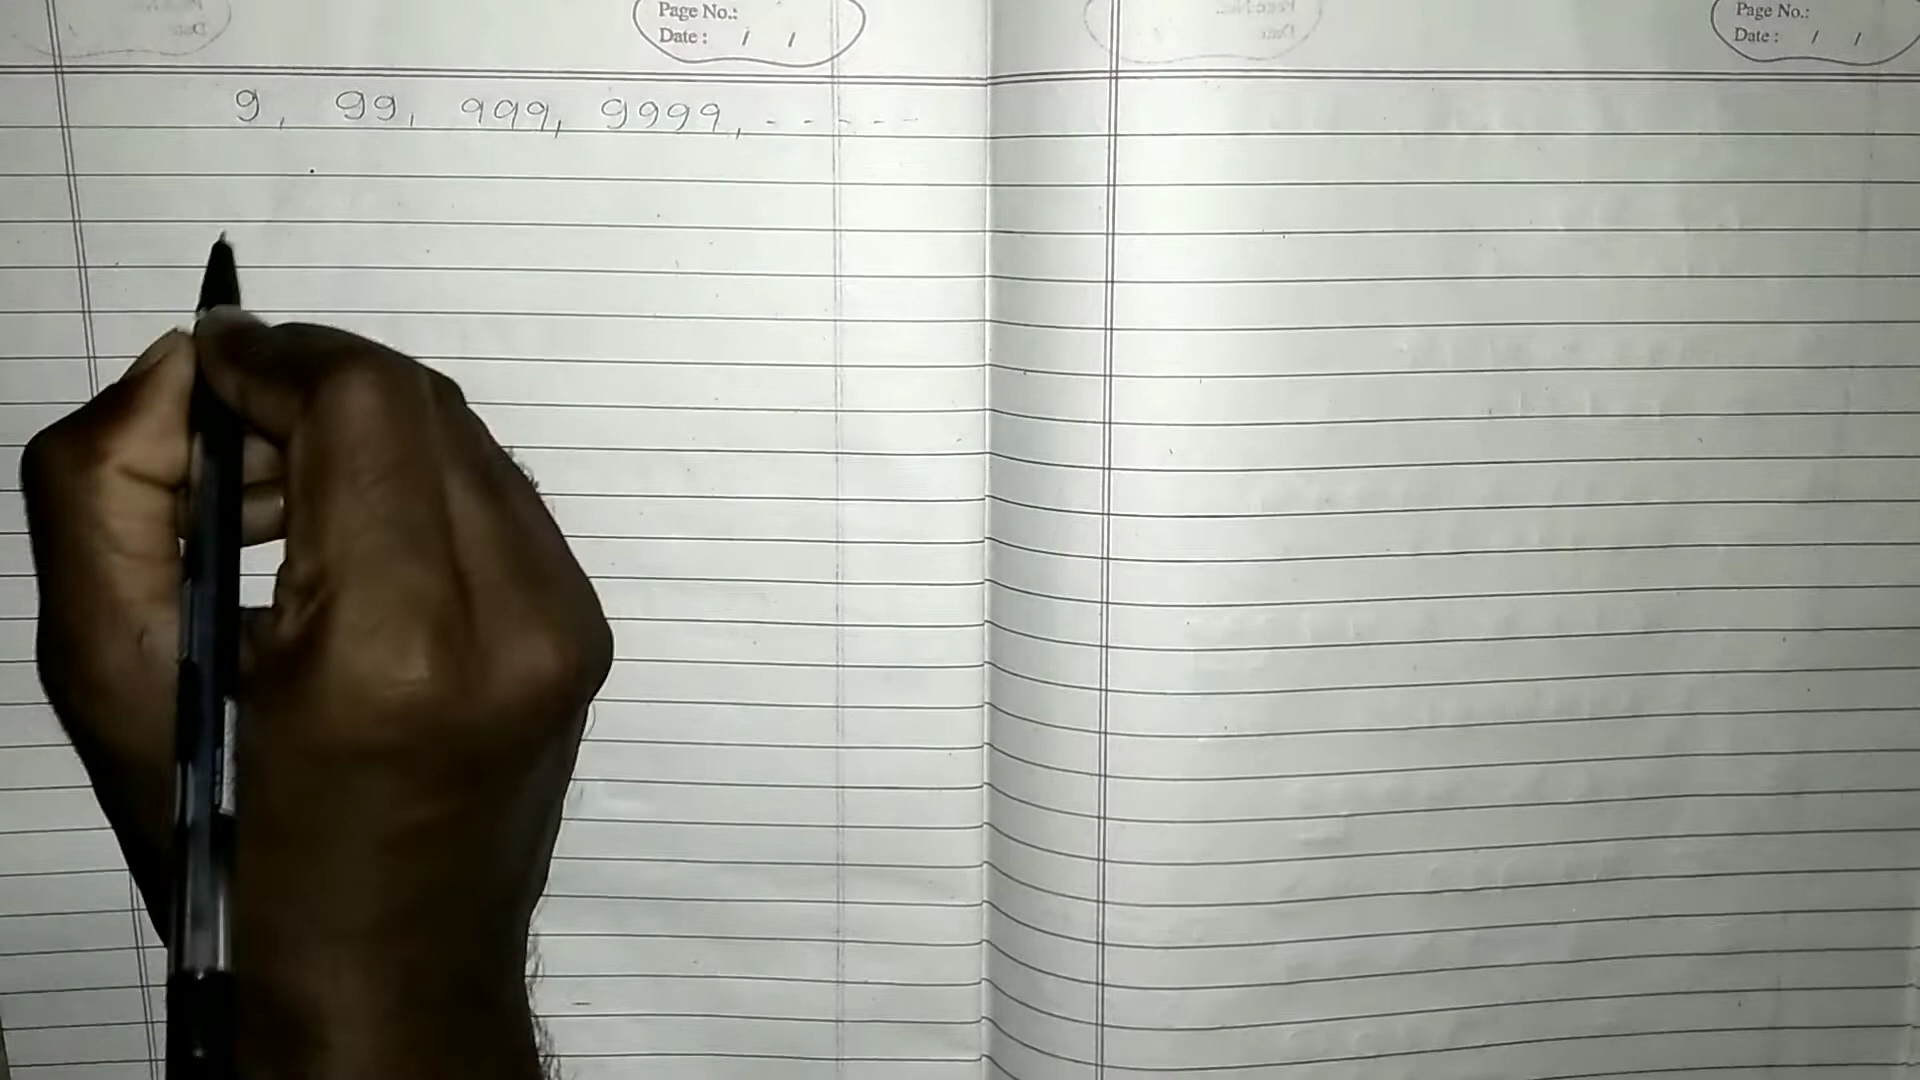 Page No.:
Date : / /
Page No.:
Date : / /
9, 99, 999, 9999, - - - - -